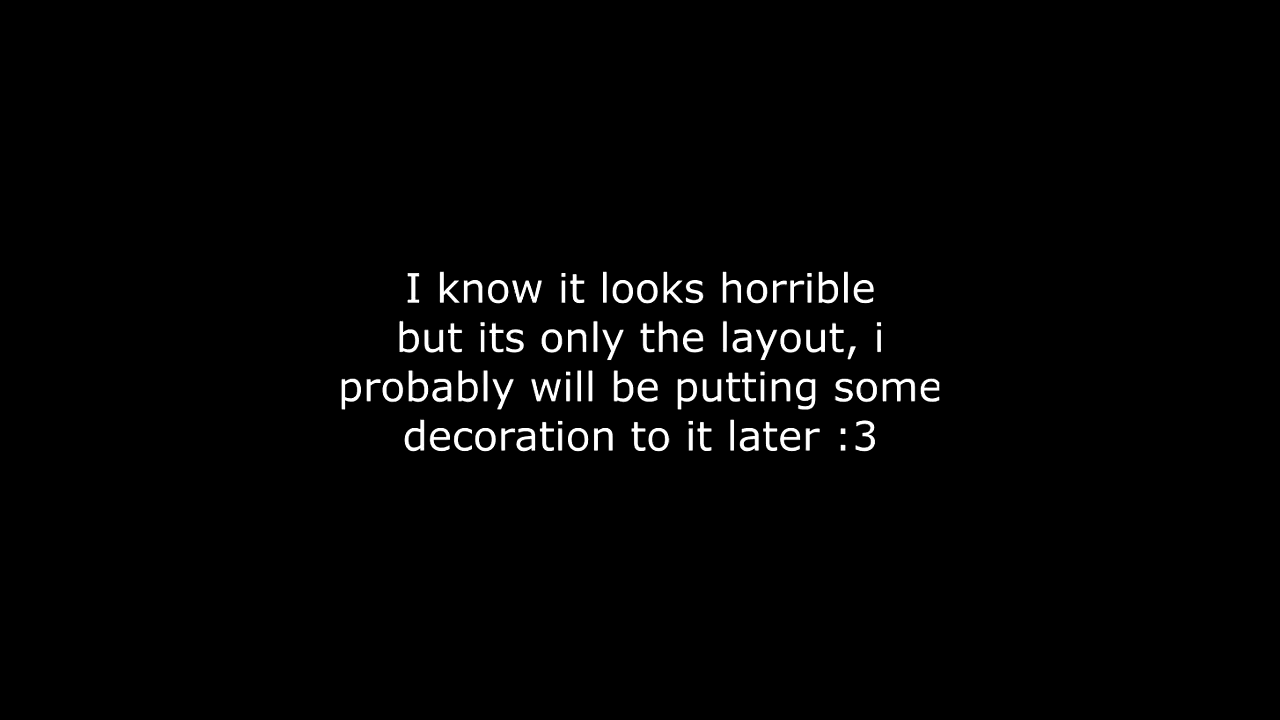 I know it looks horrible
but its only the layout, i
probably will be putting some
decoration to it later :3